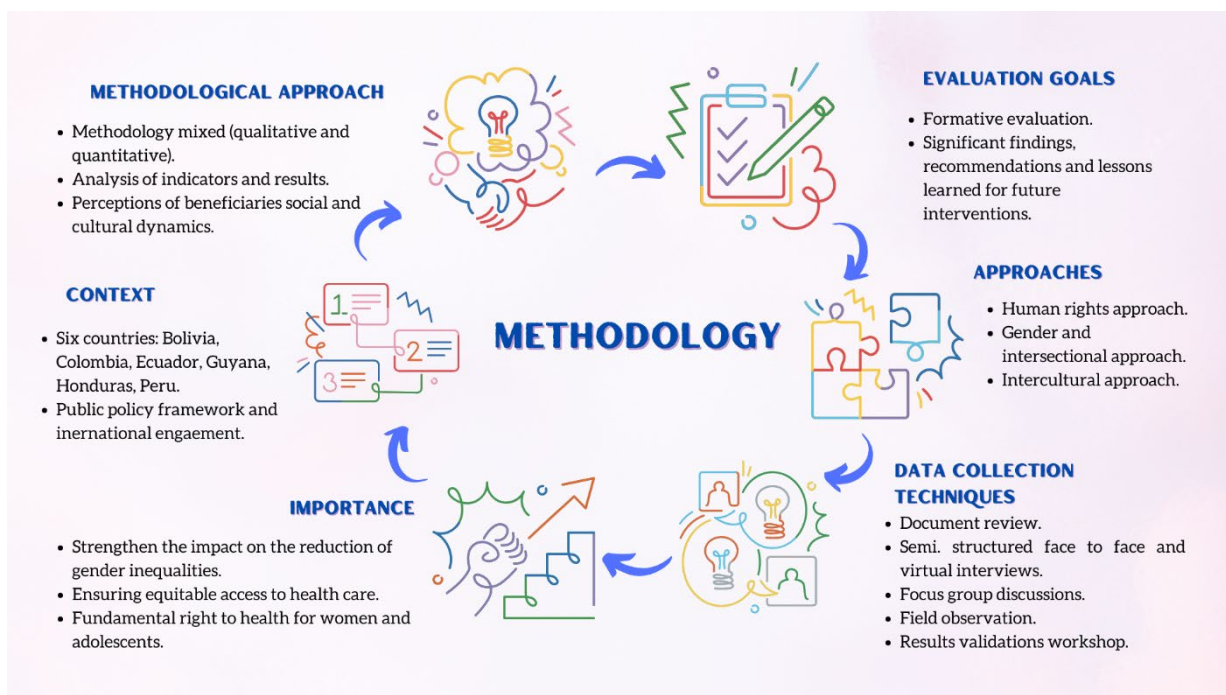 METHODOLOGY
METHODOLOGICAL APPROACH
• Methodology mixed (qualitative and
quantitative).
• Analysis of indicators and results.
• Perceptions of beneficiaries social and
cultural dynamics.
EVALUATION GOALS
• Formative evaluation.
• Significant findings,
recommendations and lessons
learned for future
interventions.
APPROACHES
• Human rights approach.
• Gender and
intersectional approach.
• Intercultural approach.
DATA COLLECTION
TECHNIQUES
• Document review.
• Semi. structured face to face and
virtual interviews.
• Focus group discussions.
• Field observation.
• Results validations workshop.
IMPORTANCE
• Strengthen the impact on the reduction of
gender inequalities.
• Ensuring equitable access to health care.
• Fundamental right to health for women and
adolescents.
CONTEXT
• Six countries: Bolivia,
Colombia, Ecuador, Guyana,
Honduras, Peru.
• Public policy framework and
inernational engaement.
1
2
3